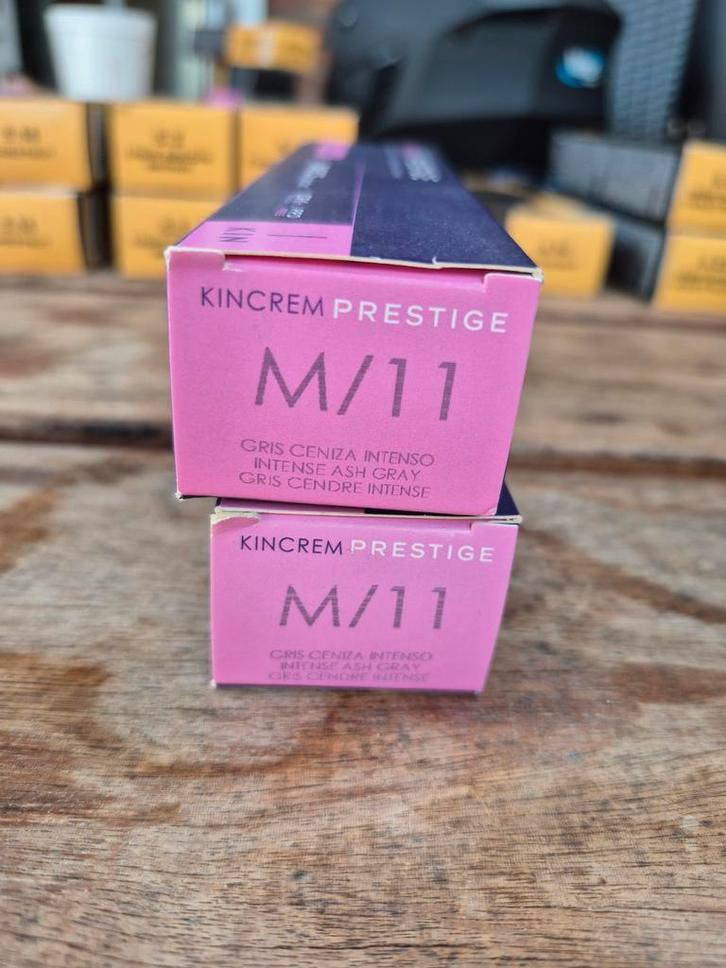 KIN
KINCREM PRESTIGE
M/11
GRIS CENIZA INTENSO
INTENSE ASH GRAY
GRIS CENDRE INTENSE
KINCREM PRESTIGE
M/11
GRIS CENIZA INTENSO
INTENSE ASH GRAY
GRIS CENDRE INTENSE